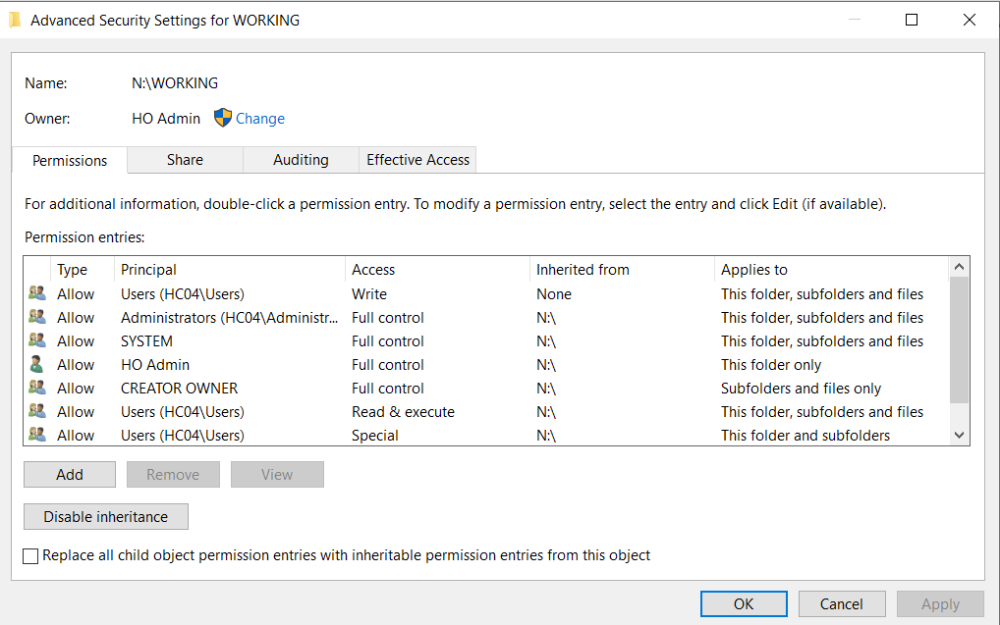 Advanced Security Settings for WORKING
Name: N:\WORKING
Owner: HO Admin Change
Permissions Share Auditing Effective Access
For additional information, double-click a permission entry. To modify a permission entry, select the entry and click Edit (if available).
Permission entries:
Type Principal Access Inherited from Applies to
Allow Users (HC04\Users) Write None This folder, subfolders and files
Allow Administrators (HC04\Administr... Full control N:\ This folder, subfolders and files
Allow SYSTEM Full control N:\ This folder, subfolders and files
Allow HO Admin Full control N:\ This folder only
Allow CREATOR OWNER Full control N:\ Subfolders and files only
Allow Users (HC04\Users) Read & execute N:\ This folder, subfolders and files
Allow Users (HC04\Users) Special N:\ This folder and subfolders
Add Remove View
Disable inheritance
Replace all child object permission entries with inheritable permission entries from this object
OK Cancel Apply